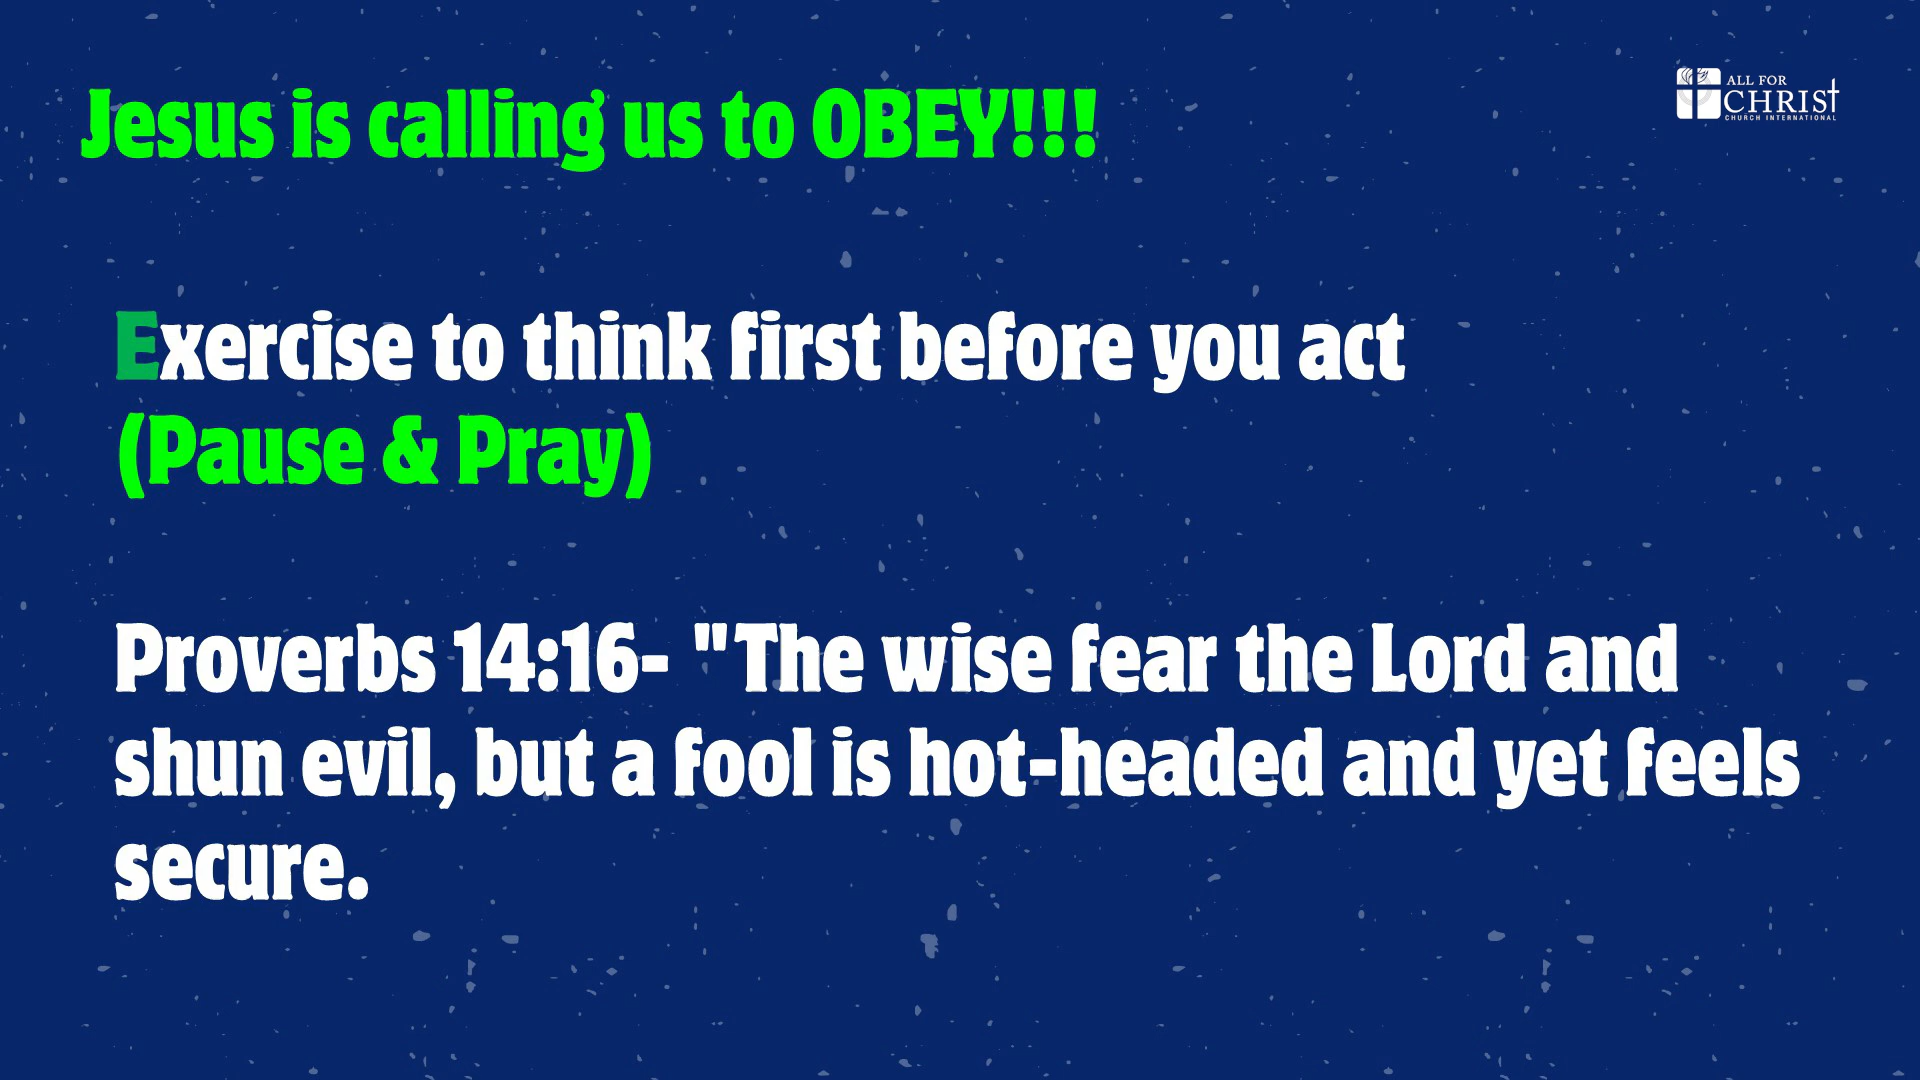 Jesus is calling us to OBEY!!!
ALL FOR
CHRIST
CHURCH INTERNATIONAL
Exercise to think first before you act
(Pause & Pray)
Proverbs 14:16- "The wise fear the Lord and
shun evil, but a fool is hot-headed and yet feels
secure.